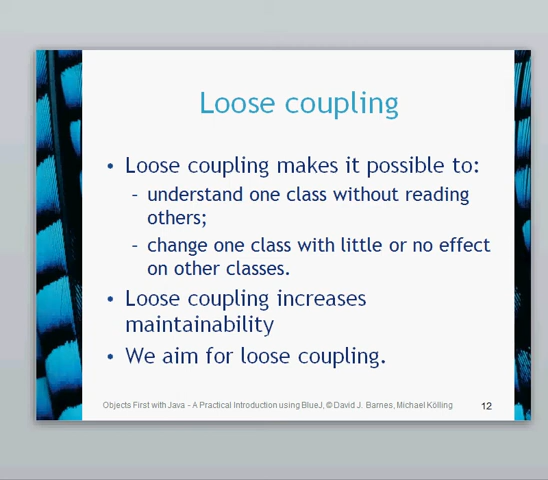 Loose coupling
• Loose coupling makes it possible to:
– understand one class without reading
others;
– change one class with little or no effect
on other classes.
• Loose coupling increases
maintainability
• We aim for loose coupling.
Objects First with Java - A Practical Introduction using BlueJ, © David J. Barnes, Michael Kölling
12